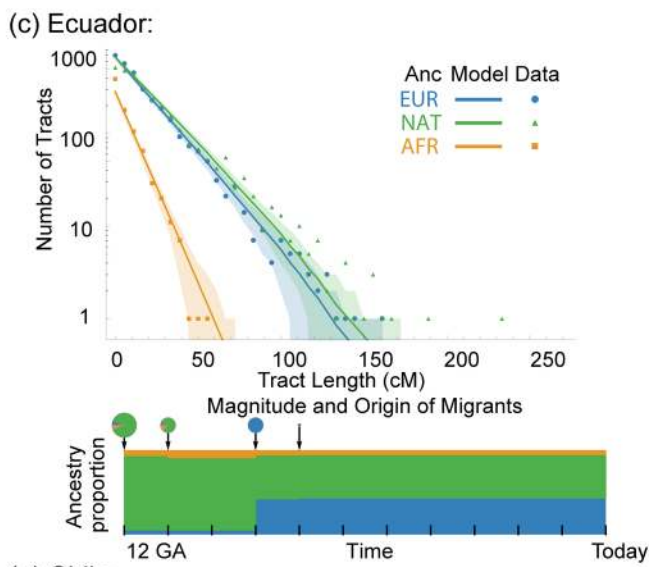 (c) Ecuador:
1000
100
10
1
Number of Tracts
Anc Model Data
EUR
NAT
AFR
0 50 100 150 200 250
Tract Length (cM)
Magnitude and Origin of Migrants
Ancestry
proportion
12 GA Time Today